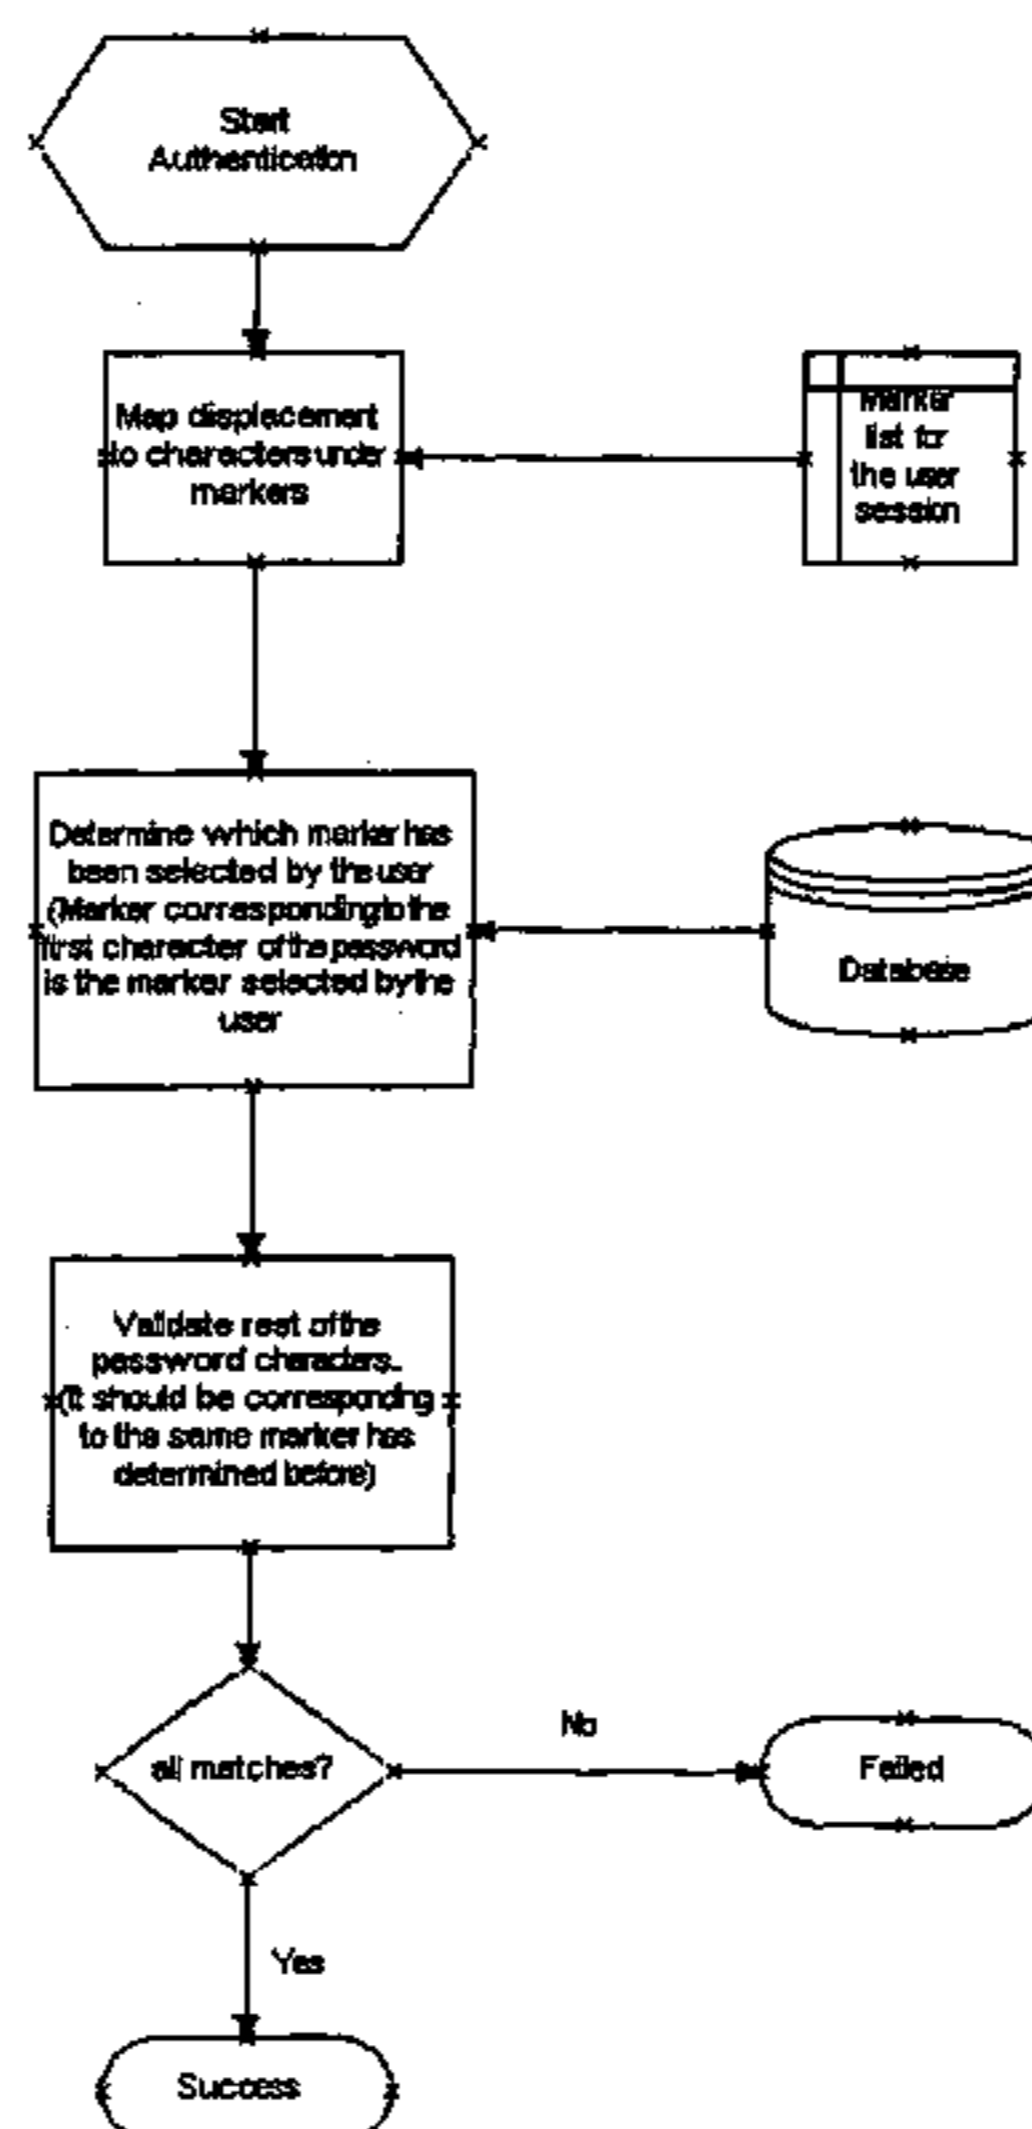 Start
Authentication
Map displacement
to characters under
markers
Marker
list for
the user
session
Determine which marker has
been selected by the user
(Marker corresponding to the
first character of the password
is the marker selected by the
user
Database
Validate rest of the
password characters.
(It should be corresponding
to the same marker has
determined before)
all matches?
No
Failed
Yes
Success